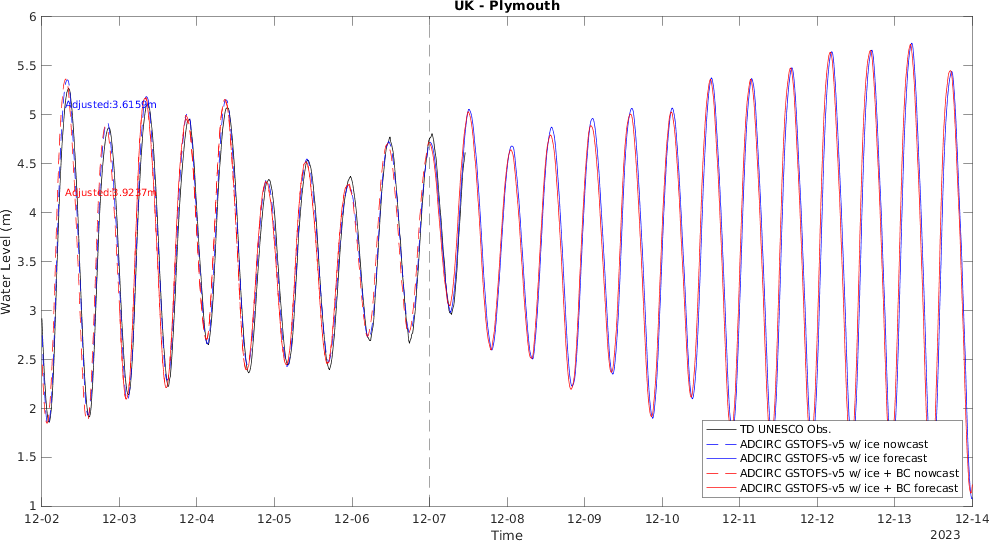 UK - Plymouth
6
5.5
5
4.5
4
3.5
3
2.5
2
1.5
1
Water Level (m)
Adjusted:3.6159m
Adjusted:3.9237m
TD UNESCO Obs.
ADCIRC GSTOFS-v5 w/ ice nowcast
ADCIRC GSTOFS-v5 w/ ice forecast
ADCIRC GSTOFS-v5 w/ ice + BC nowcast
ADCIRC GSTOFS-v5 w/ ice + BC forecast
12-02 12-03 12-04 12-05 12-06 12-07 12-08 12-09 12-10 12-11 12-12 12-13 12-14
Time
2023